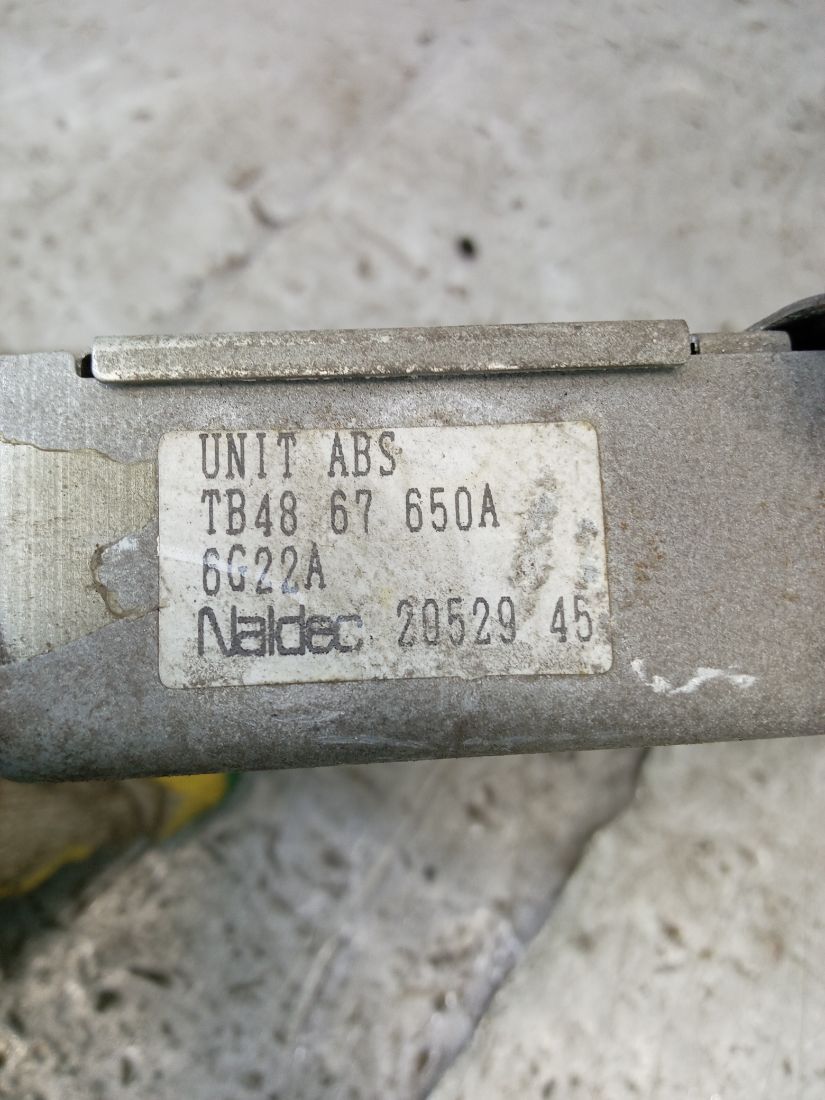 UNIT ABS
TB48 67 650A
6G22A
Naldec 20529 45